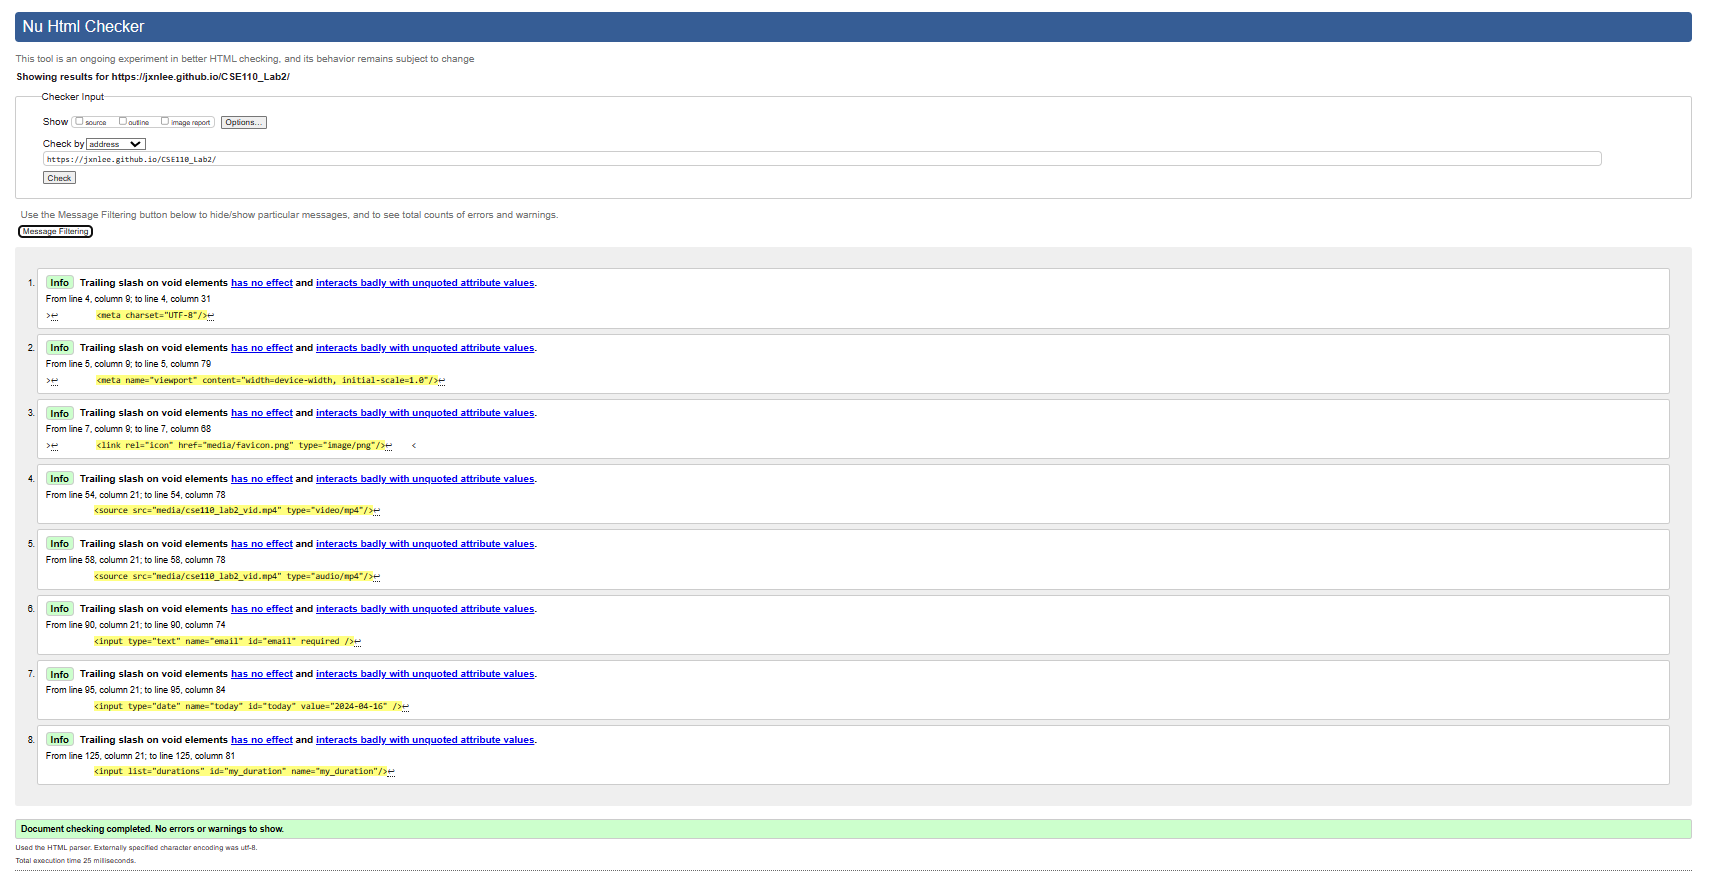 Nu Html Checker
This tool is an ongoing experiment in better HTML checking, and its behavior remains subject to change
Showing results for https://jxnlee.github.io/CSE110_Lab2/
Checker Input
Show source outline image report Options...
Check by address
https://jxnlee.github.io/CSE110_Lab2/
Check
Use the Message Filtering button below to hide/show particular messages, and to see total counts of errors and warnings.
Message Filtering
1. Info Trailing slash on void elements has no effect and interacts badly with unquoted attribute values.
From line 4, column 9; to line 4, column 31
>↩ <meta charset="UTF-8"/>↩
2. Info Trailing slash on void elements has no effect and interacts badly with unquoted attribute values.
From line 5, column 9; to line 5, column 79
>↩ <meta name="viewport" content="width=device-width, initial-scale=1.0"/>↩
3. Info Trailing slash on void elements has no effect and interacts badly with unquoted attribute values.
From line 7, column 9; to line 7, column 68
>↩ <link rel="icon" href="media/favicon.png" type="image/png"/>↩ <
4. Info Trailing slash on void elements has no effect and interacts badly with unquoted attribute values.
From line 54, column 21; to line 54, column 78
<source src="media/cse110_lab2_vid.mp4" type="video/mp4"/>↩
5. Info Trailing slash on void elements has no effect and interacts badly with unquoted attribute values.
From line 58, column 21; to line 58, column 78
<source src="media/cse110_lab2_vid.mp4" type="audio/mp4"/>↩
6. Info Trailing slash on void elements has no effect and interacts badly with unquoted attribute values.
From line 90, column 21; to line 90, column 74
<input type="text" name="email" id="email" required />↩
7. Info Trailing slash on void elements has no effect and interacts badly with unquoted attribute values.
From line 95, column 21; to line 95, column 84
<input type="date" name="today" id="today" value="2024-04-16" />↩
8. Info Trailing slash on void elements has no effect and interacts badly with unquoted attribute values.
From line 125, column 21; to line 125, column 81
<input list="durations" id="my_duration" name="my_duration"/>↩
Document checking completed. No errors or warnings to show.
Used the HTML parser. Externally specified character encoding was utf-8.
Total execution time 25 milliseconds.